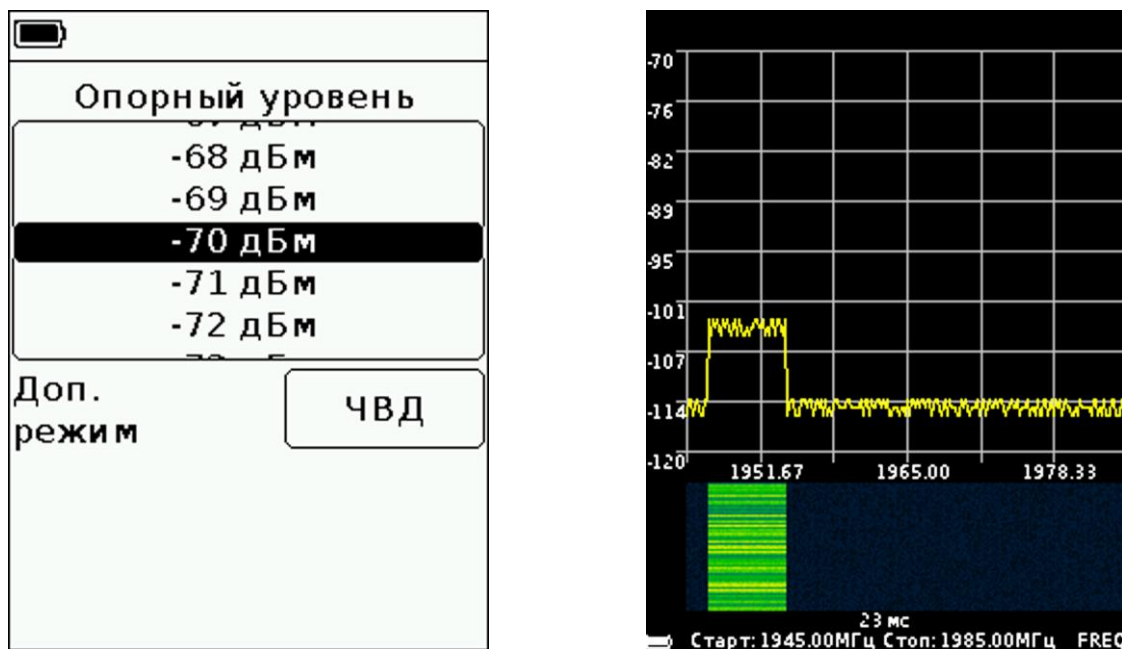 Опорный уровень
-68 дБм
-69 дБм
-70 дБм
-71 дБм
-72 дБм
Доп.
режим
ЧВД
-70
-76
-82
-89
-95
-101
-107
-114
-120
1951.67 1965.00 1978.33
23 мс
Старт: 1945.00МГц Стоп: 1985.00МГц FREQ